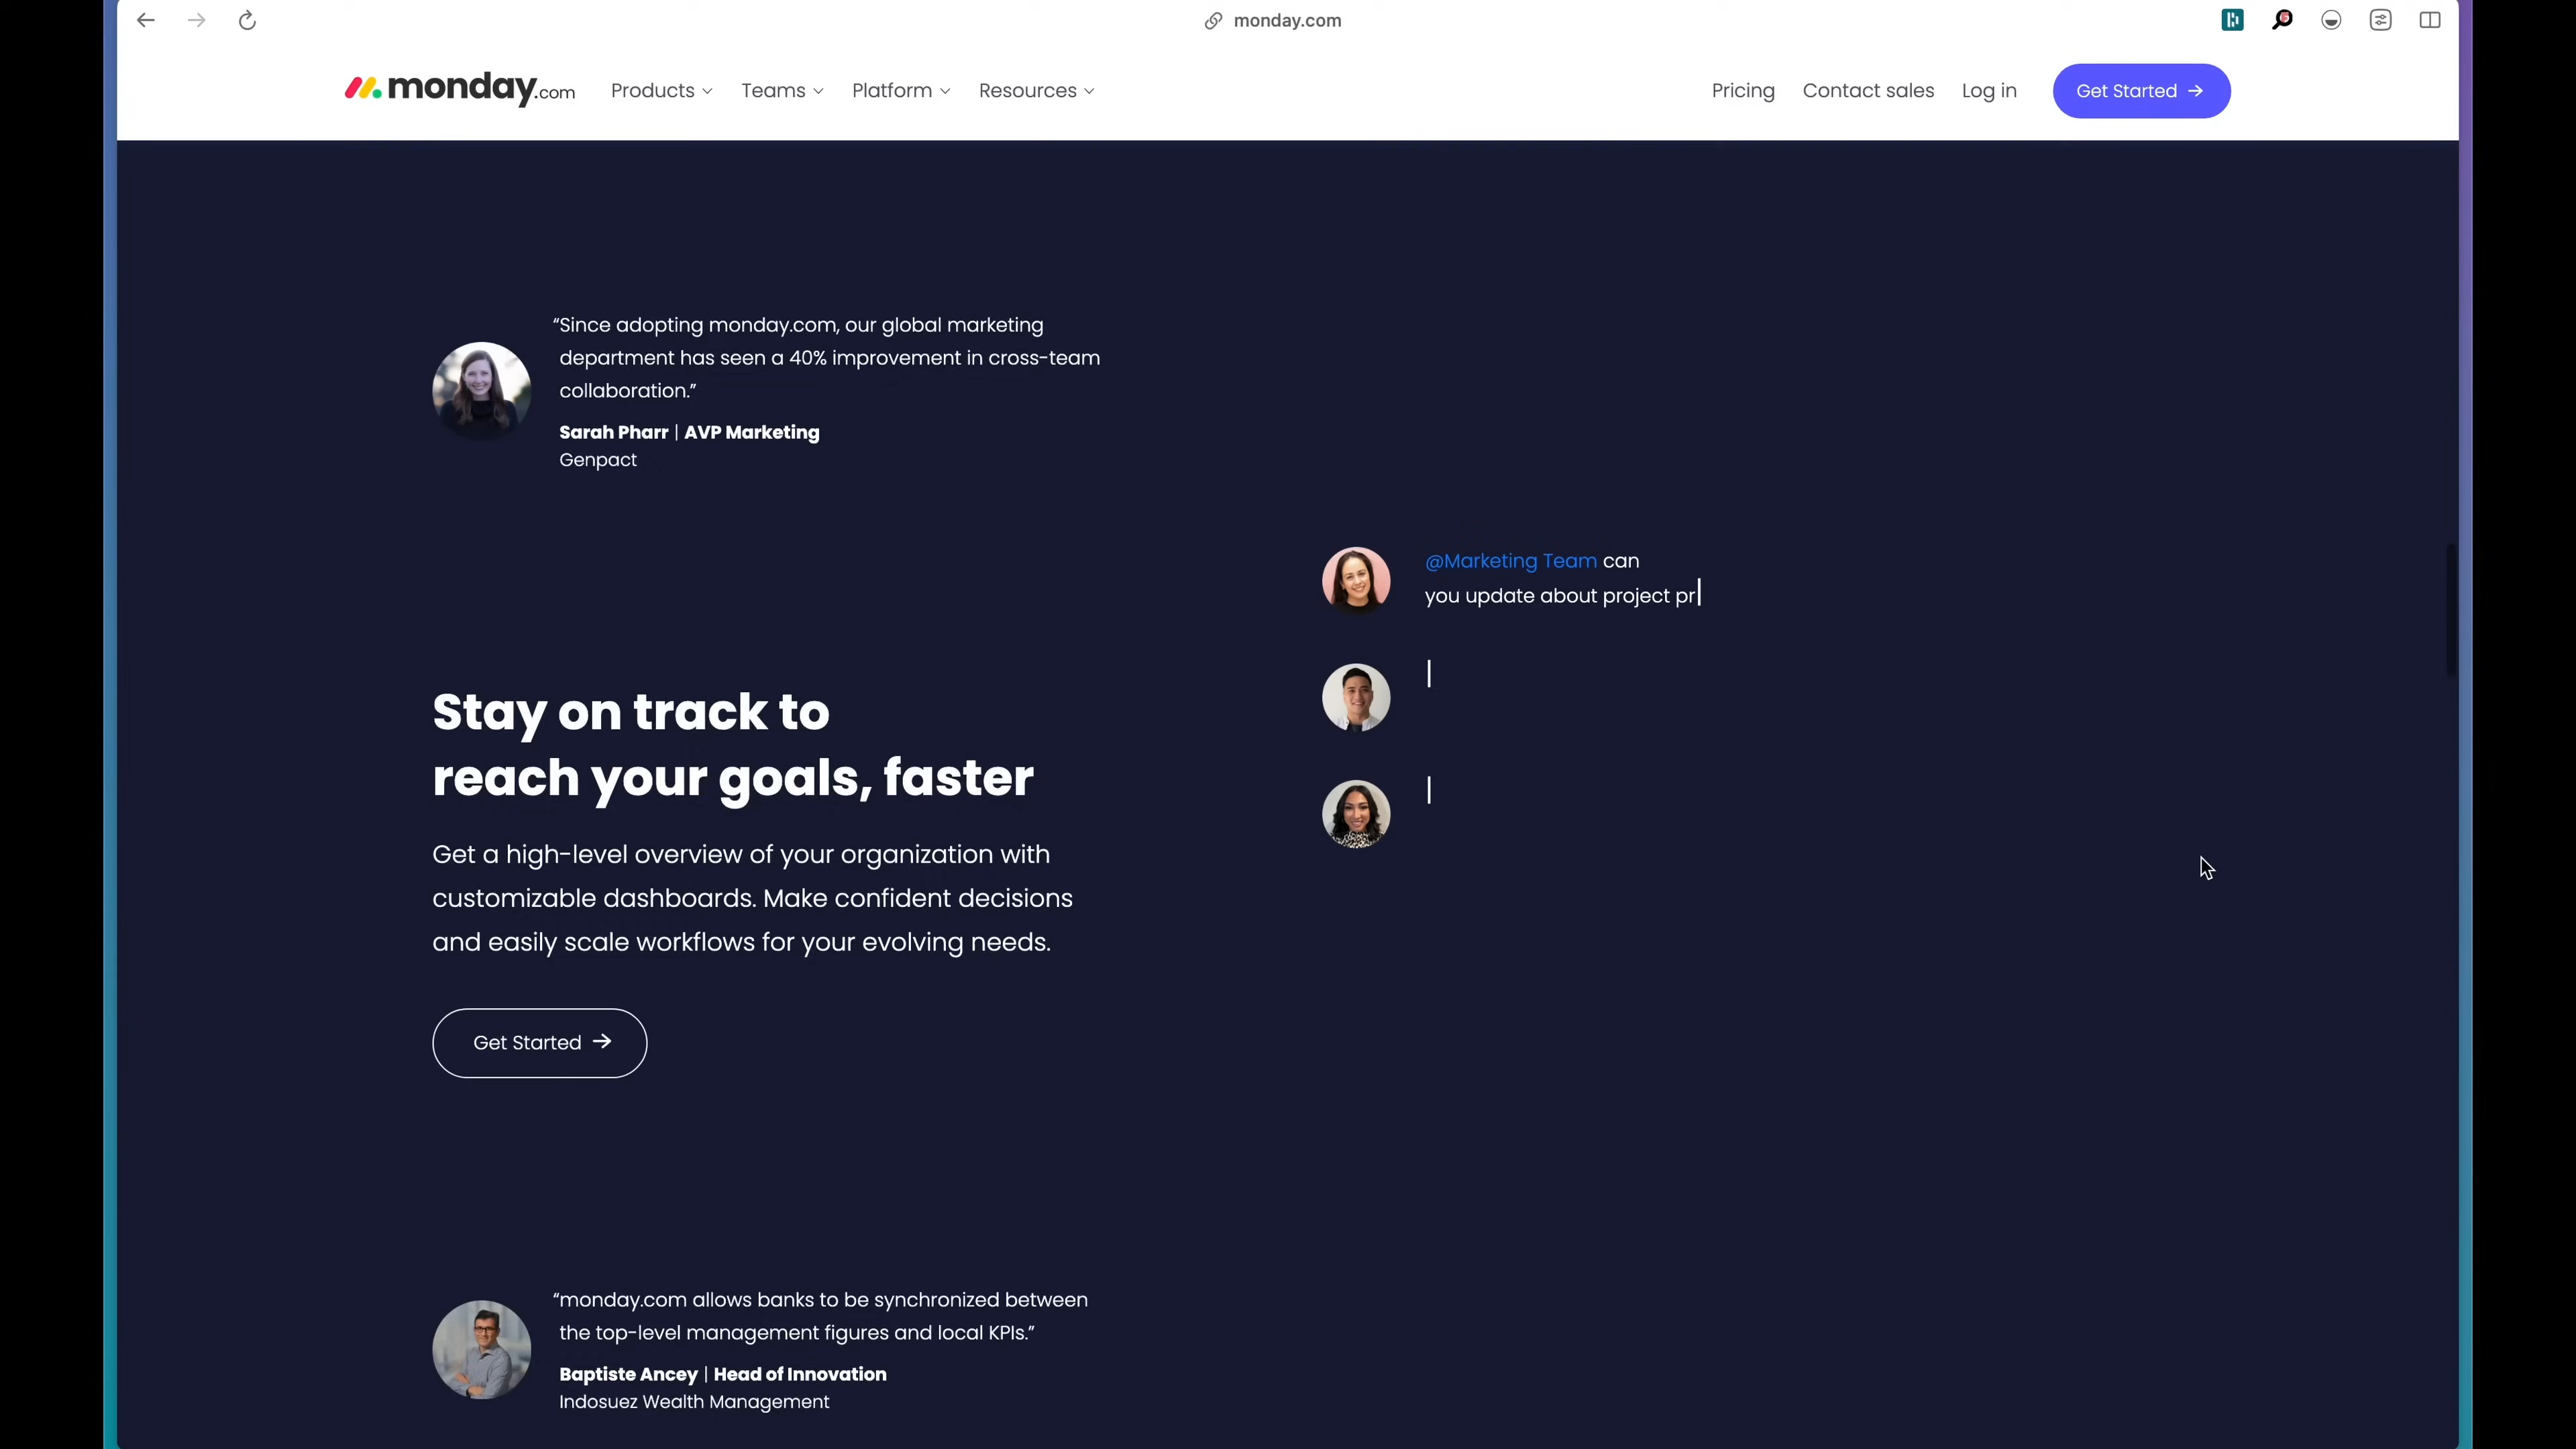 monday.com
monday.com Products Teams Platform Resources Pricing Contact sales Log in Get Started →
“Since adopting monday.com, our global marketing
department has seen a 40% improvement in cross-team
collaboration.”
Sarah Pharr | AVP Marketing
Genpact
@Marketing Team can
you update about project pr
Stay on track to
reach your goals, faster
Get a high-level overview of your organization with
customizable dashboards. Make confident decisions
and easily scale workflows for your evolving needs.
Get Started →
“monday.com allows banks to be synchronized between
the top-level management figures and local KPIs.”
Baptiste Ancey | Head of Innovation
Indosuez Wealth Management